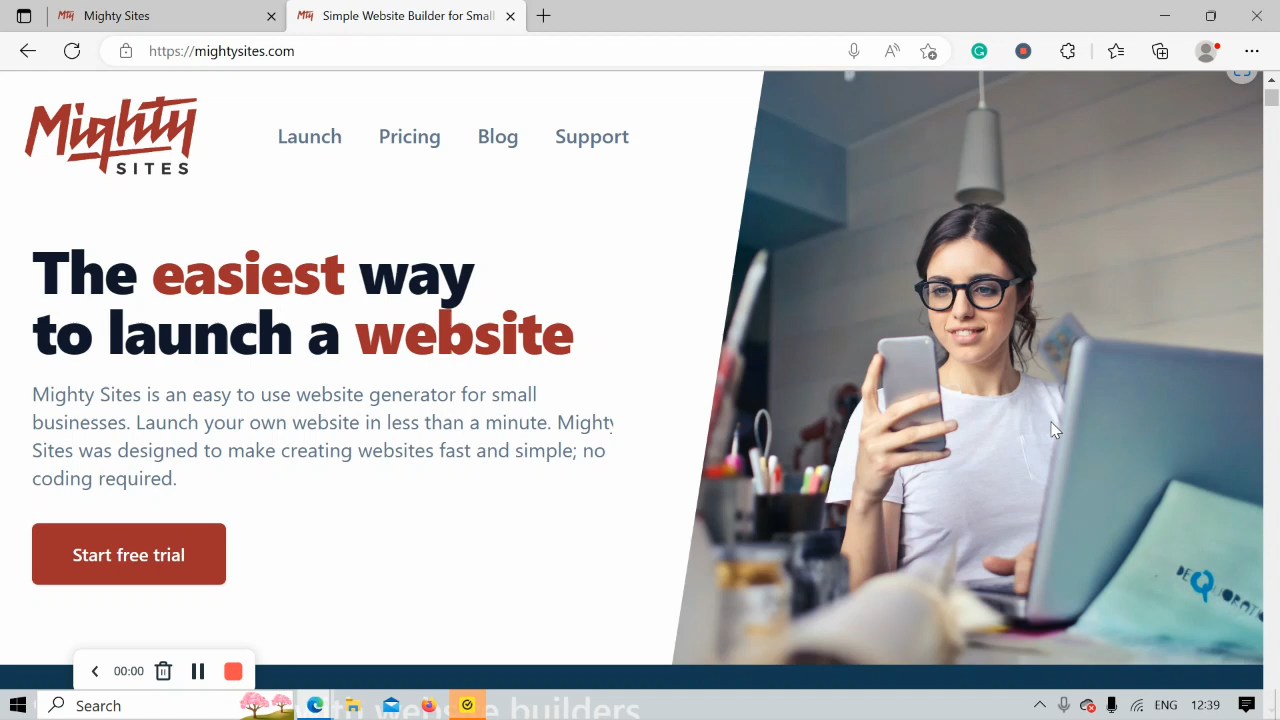 Mighty Sites
Simple Website Builder for Small
https://mightysites.com
Mighty
SITES
Launch
Pricing
Blog
Support
The easiest way
to launch a website
Mighty Sites is an easy to use website generator for small
businesses. Launch your own website in less than a minute. Mighty
Sites was designed to make creating websites fast and simple; no
coding required.
Start free trial
00:00
with website builders
Search
ENG
12:39